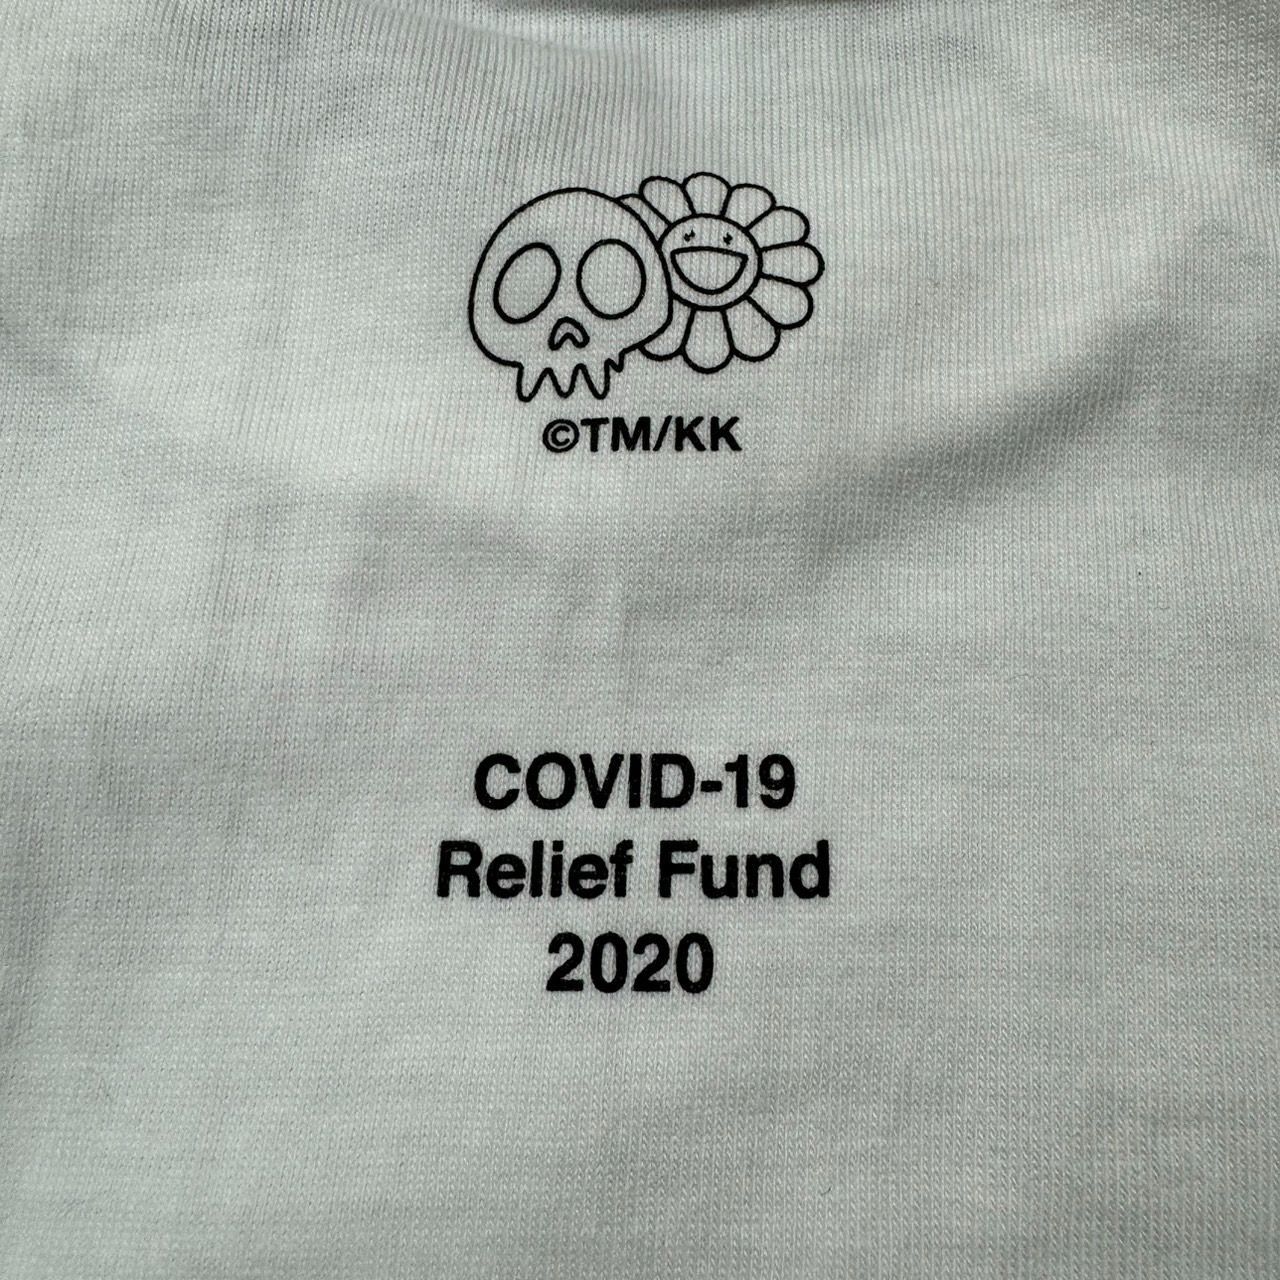 ©TM/KK
COVID-19
Relief Fund
2020